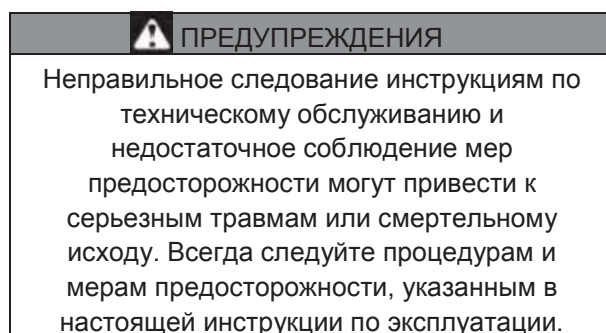 ПРЕДУПРЕЖДЕНИЯ
Неправильное следование инструкциям по
техническому обслуживанию и
недостаточное соблюдение мер
предосторожности могут привести к
серьезным травмам или смертельному
исходу. Всегда следуйте процедурам и
мерам предосторожности, указанным в
настоящей инструкции по эксплуатации.